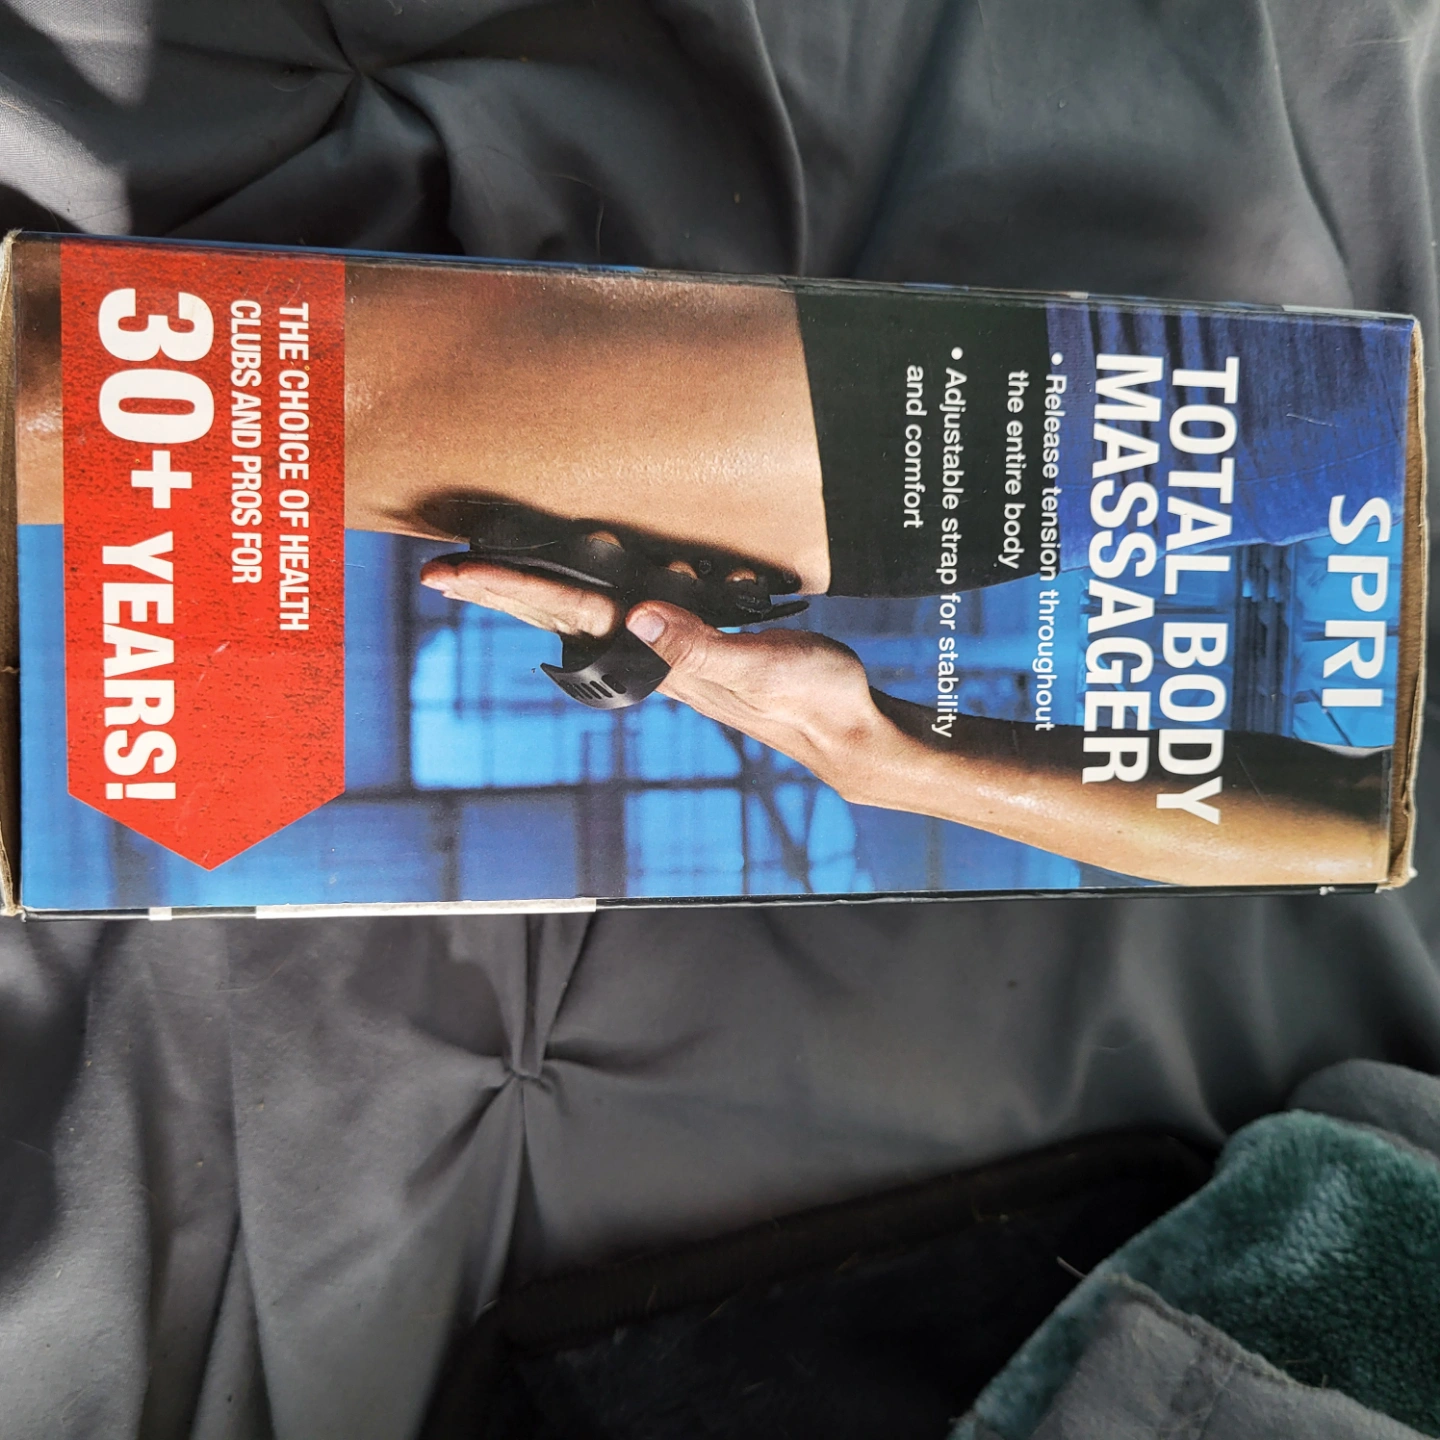 SPRI
TOTAL BODY
MASSAGER
• Release tension throughout
the entire body
• Adjustable strap for stability
and comfort
THE CHOICE OF HEALTH
CLUBS AND PROS FOR
30+ YEARS!